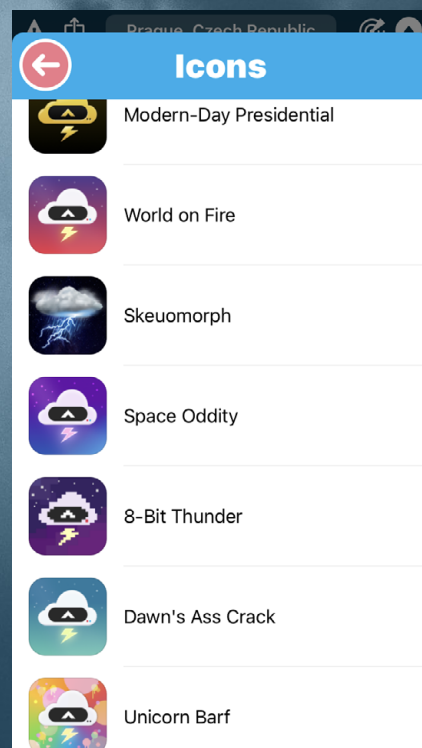 Prague, Czech Republic
Icons
Modern-Day Presidential
World on Fire
Skeuomorph
Space Oddity
8-Bit Thunder
Dawn's Ass Crack
Unicorn Barf